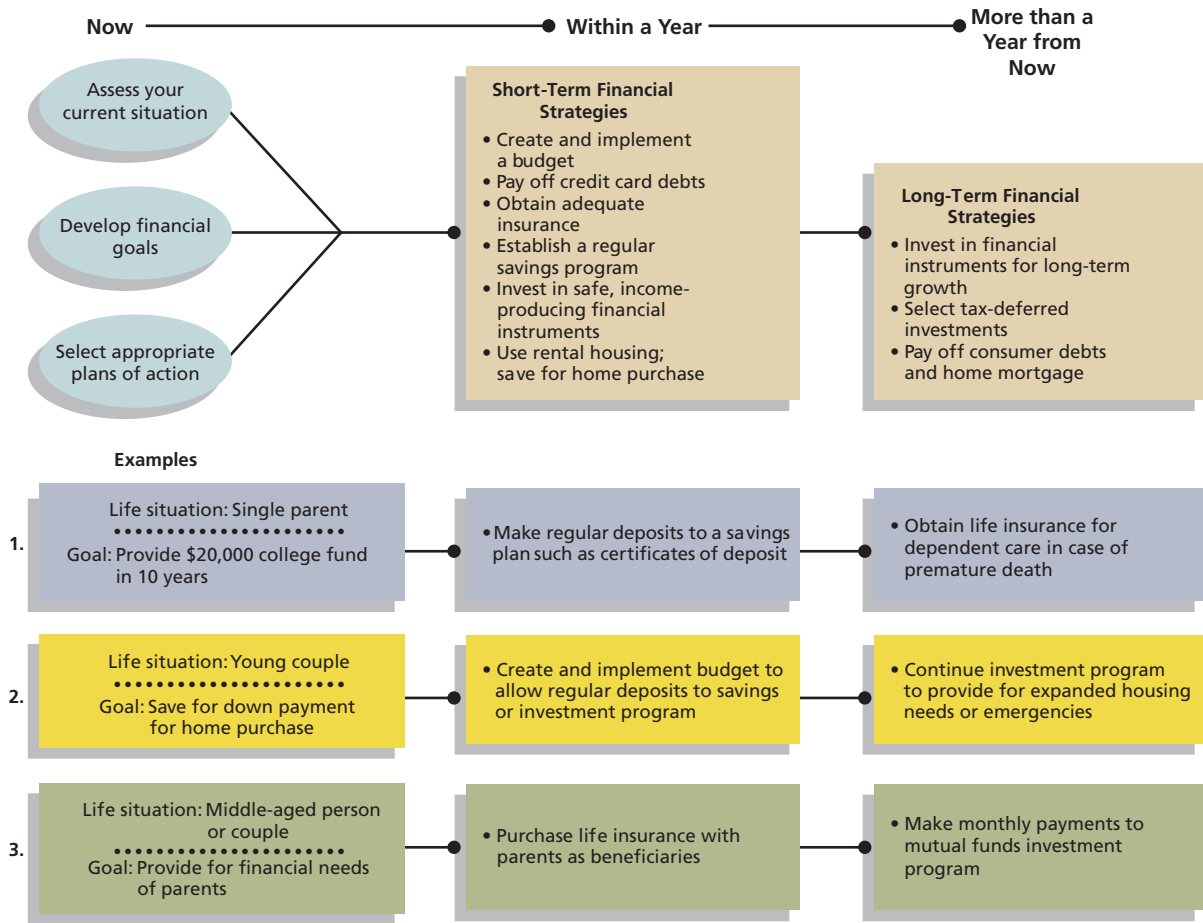 Now
Within a Year
More than a
Year from
Now
Assess your
current situation
Develop financial
goals
Select appropriate
plans of action
Short-Term Financial
Strategies
• Create and implement
a budget
• Pay off credit card debts
• Obtain adequate
insurance
• Establish a regular
savings program
• Invest in safe, income-
producing financial
instruments
• Use rental housing;
save for home purchase
Long-Term Financial
Strategies
• Invest in financial
instruments for long-term
growth
• Select tax-deferred
investments
• Pay off consumer debts
and home mortgage
Examples
1.
Life situation: Single parent
Goal: Provide $20,000 college fund
in 10 years
• Make regular deposits to a savings
plan such as certificates of deposit
• Obtain life insurance for
dependent care in case of
premature death
2.
Life situation: Young couple
Goal: Save for down payment
for home purchase
• Create and implement budget to
allow regular deposits to savings
or investment program
• Continue investment program
to provide for expanded housing
needs or emergencies
3.
Life situation: Middle-aged person
or couple
Goal: Provide for financial needs
of parents
• Purchase life insurance with
parents as beneficiaries
• Make monthly payments to
mutual funds investment
program